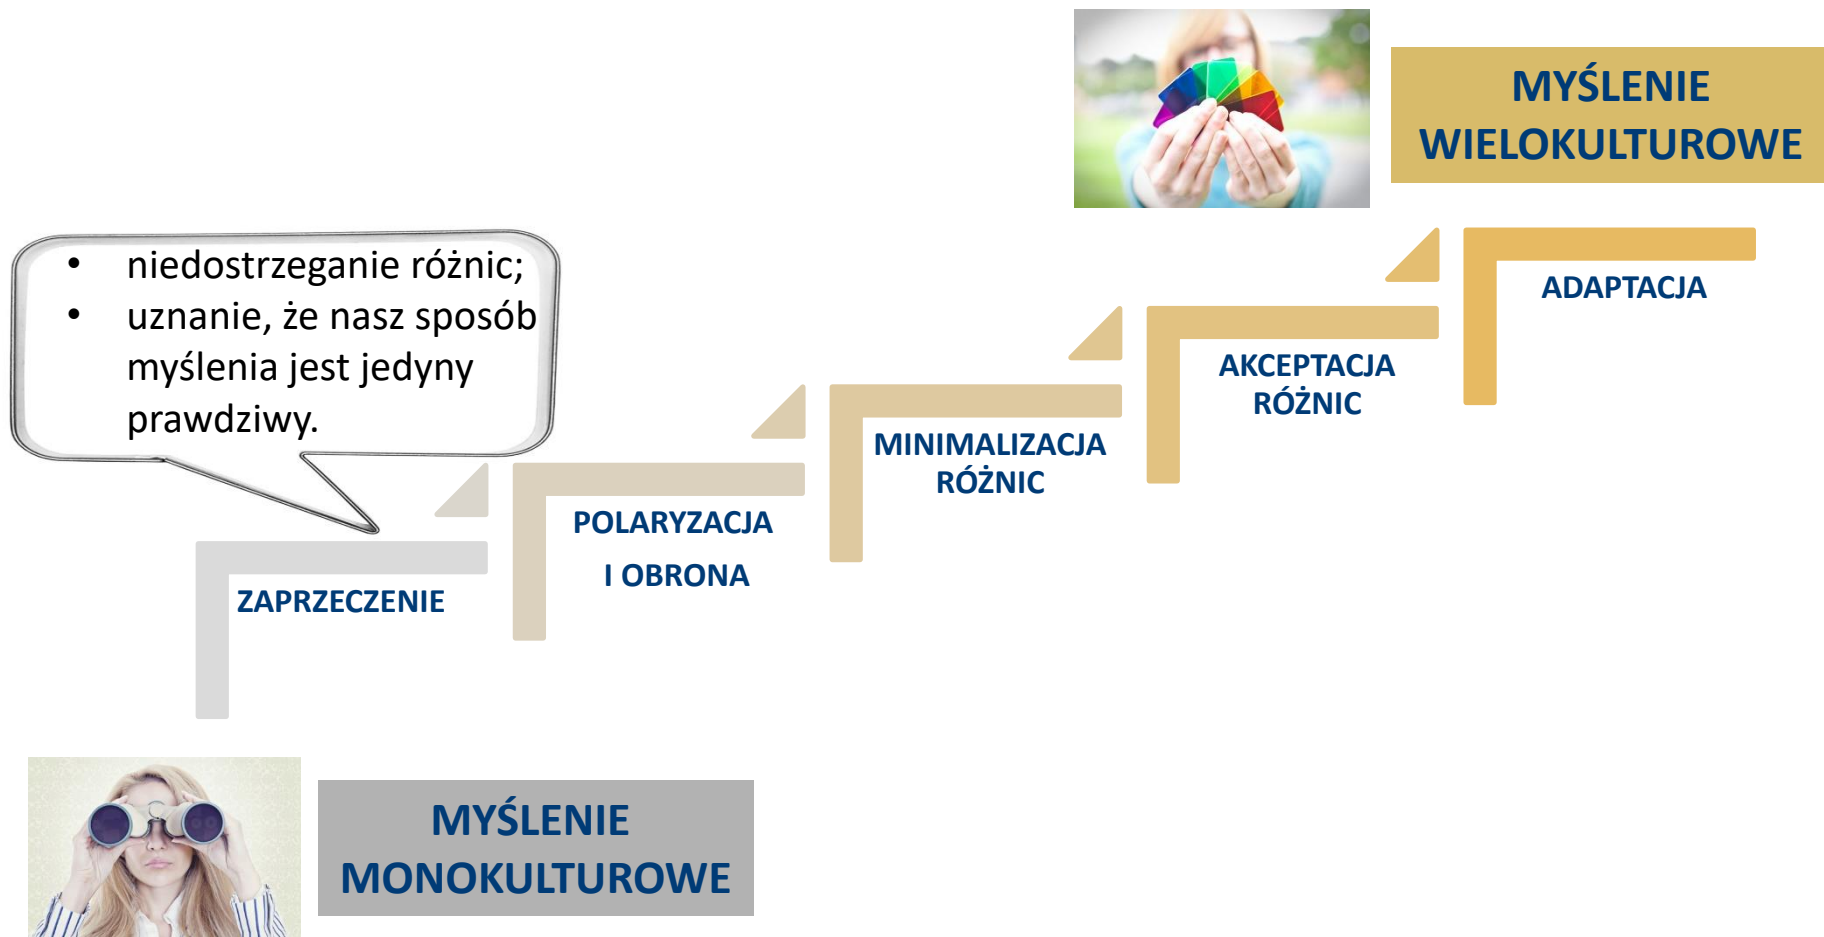 MYŚLENIE
WIELOKULTUROWE
• niedostrzeganie różnic;
• uznanie, że nasz sposób
myślenia jest jedyny
prawdziwy.
ADAPTACJA
AKCEPTACJA
RÓŻNIC
MINIMALIZACJA
RÓŻNIC
POLARYZACJA
I OBRONA
ZAPRZECZENIE
MYŚLENIE
MONOKULTUROWE